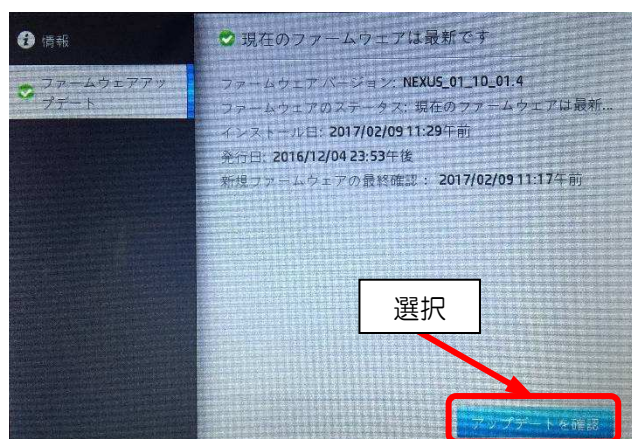 情報
ファームウェアアッ
プデート
現在のファームウェアは最新です
ファームウェア バージョン: NEXUS_01_10_01.4
ファームウェアのステータス: 現在のファームウェアは最新...
インストール日: 2017/02/09 11:29午前
発行日: 2016/12/04 23:53午後
新規ファームウェアの最終確認： 2017/02/09 11:17午前
選択
アップデートを確認